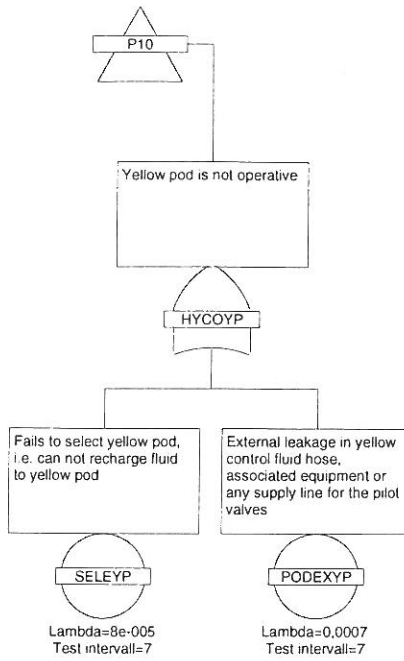 P10
Yellow pod is not operative
HYCOYP
Fails to select yellow pod,
i.e. can not recharge fluid
to yellow pod
External leakage in yellow
control fluid hose,
associated equipment or
any supply line for the pilot
valves
SELEYP
PODEXYP
Lambda=8e-005
Test intervall=7
Lambda=0,0007
Test intervall=7